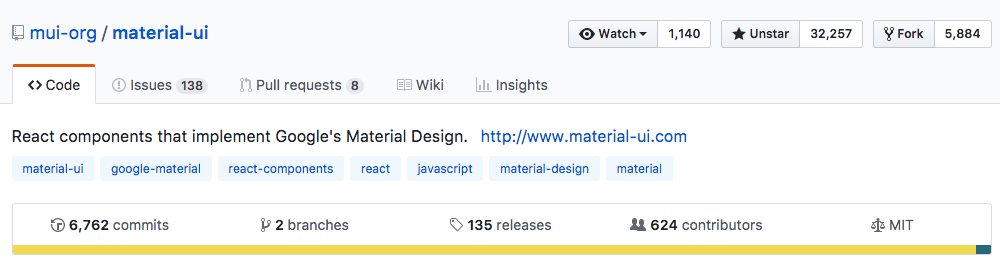 mui-org / material-ui Watch 1,140 Unstar 32,257 Fork 5,884
Code Issues 138 Pull requests 8 Wiki Insights
React components that implement Google's Material Design. http://www.material-ui.com
material-ui google-material react-components react javascript material-design material
6,762 commits 2 branches 135 releases 624 contributors MIT